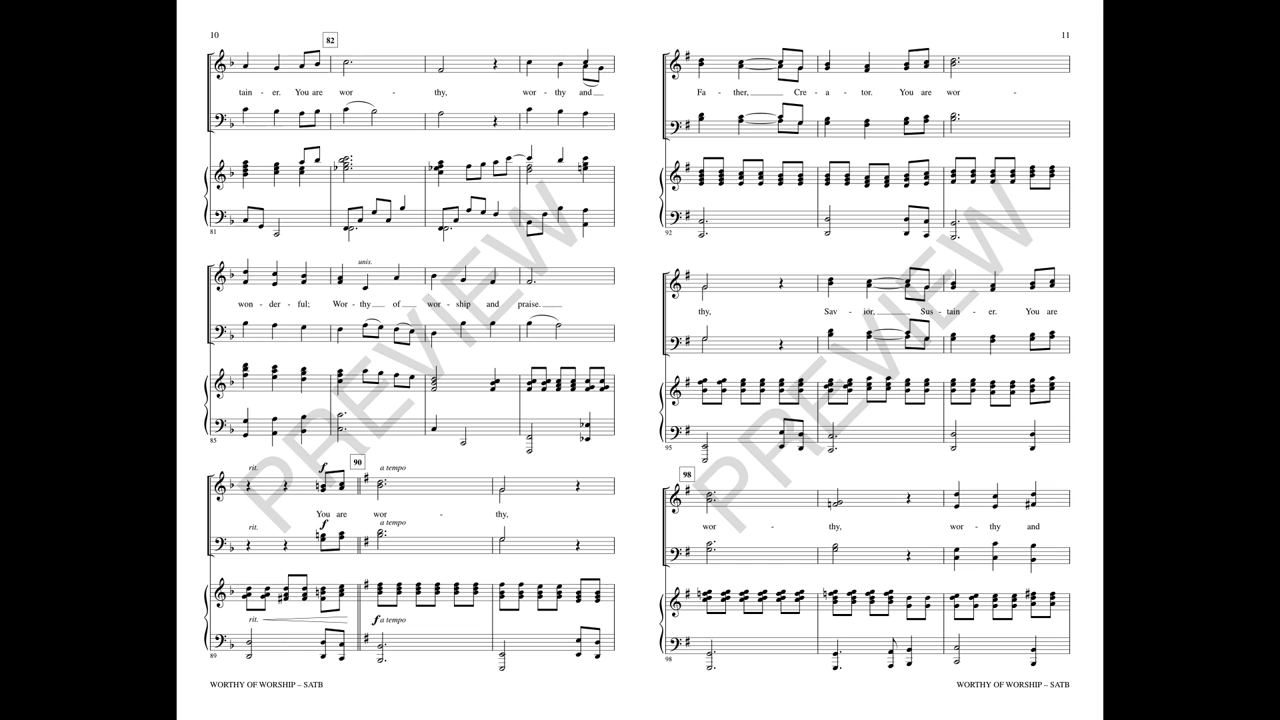 10
82
tain - er. You are wor - thy, wor - thy and
81
unis.
won - der - ful; Wor - thy of wor - ship and praise.
85
rit. f 90 a tempo
You are wor - thy,
rit. f a tempo
rit. f a tempo
89
WORTHY OF WORSHIP – SATB
11
Fa - ther, Cre - a - tor. You are wor -
92
thy, Sav - ior, Sus - tain - er. You are
95
98
wor - thy, wor - thy and
98
WORTHY OF WORSHIP – SATB
PREVIEW
PREVIEW